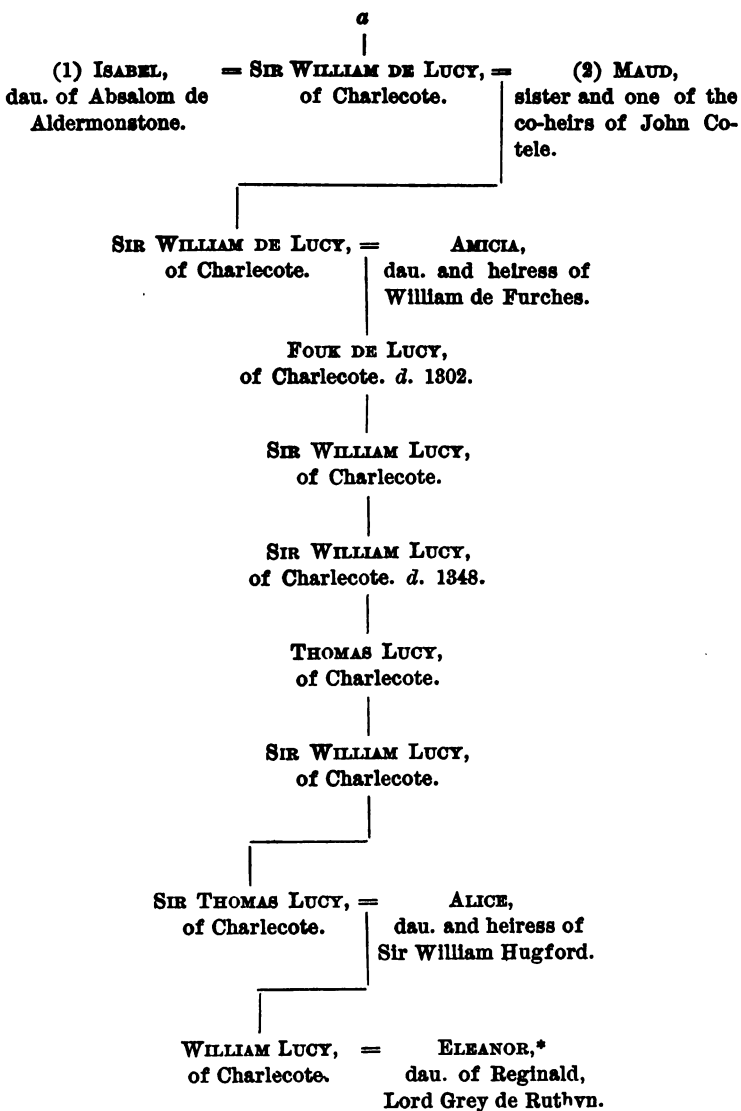 a
(1) ISABEL, = SIR WILLIAM DE LUCY, = (2) MAUD,
dau. of Absalom de of Charlecote. sister and one of the
Aldermonstone. co-heirs of John Co-
tele.
SIR WILLIAM DE LUCY, = AMICIA,
of Charlecote. dau. and heiress of
William de Furches.
FOUK DE LUCY,
of Charlecote. d. 1302.
SIR WILLIAM LUCY,
of Charlecote.
SIR WILLIAM LUCY,
of Charlecote. d. 1348.
THOMAS LUCY,
of Charlecote.
SIR WILLIAM LUCY,
of Charlecote.
SIR THOMAS LUCY, = ALICE,
of Charlecote. dau. and heiress of
Sir William Hugford.
WILLIAM LUCY, = ELEANOR,*
of Charlecote. dau. of Reginald,
Lord Grey de Ruthyn.